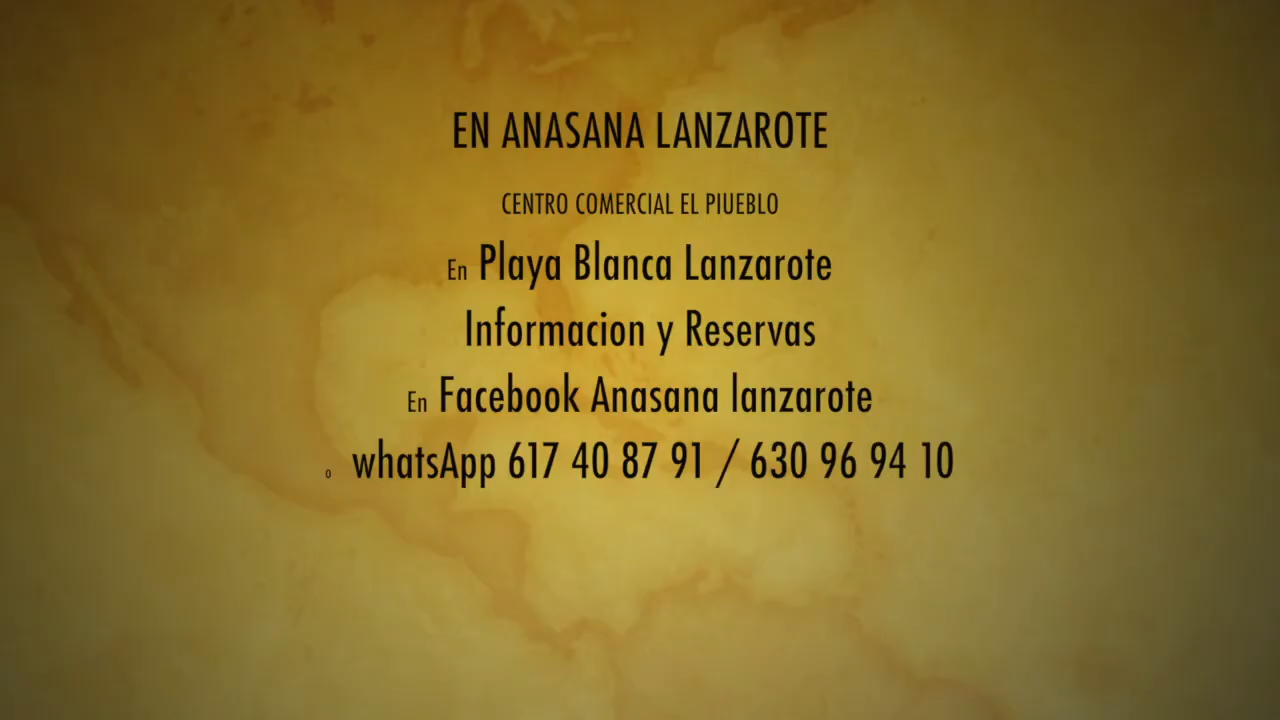 EN ANASANA LANZAROTE
CENTRO COMERCIAL EL PIUEBLO
En Playa Blanca Lanzarote
Informacion y Reservas
En Facebook Anasana lanzarote
o whatsApp 617 40 87 91 / 630 96 94 10